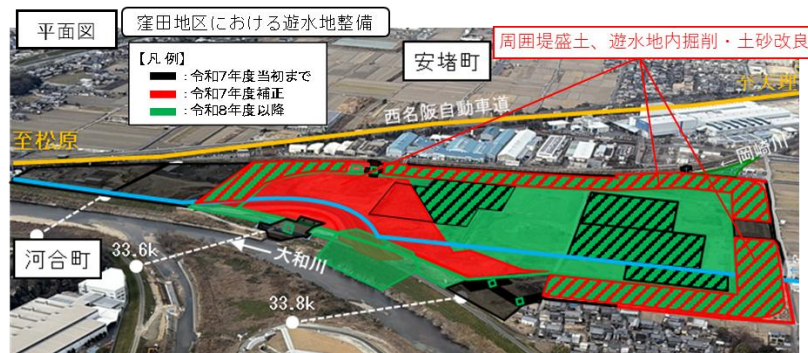 平面図
窪田地区における遊水地整備
【凡例】
:令和7年度当初まで
:令和7年度補正
:令和8年度以降
安堵町
周囲堤盛土、遊水地内掘削・土砂改良
至天理
西名阪自動車道
至松原
岡崎川
河合町
33.6k
大和川
33.8k